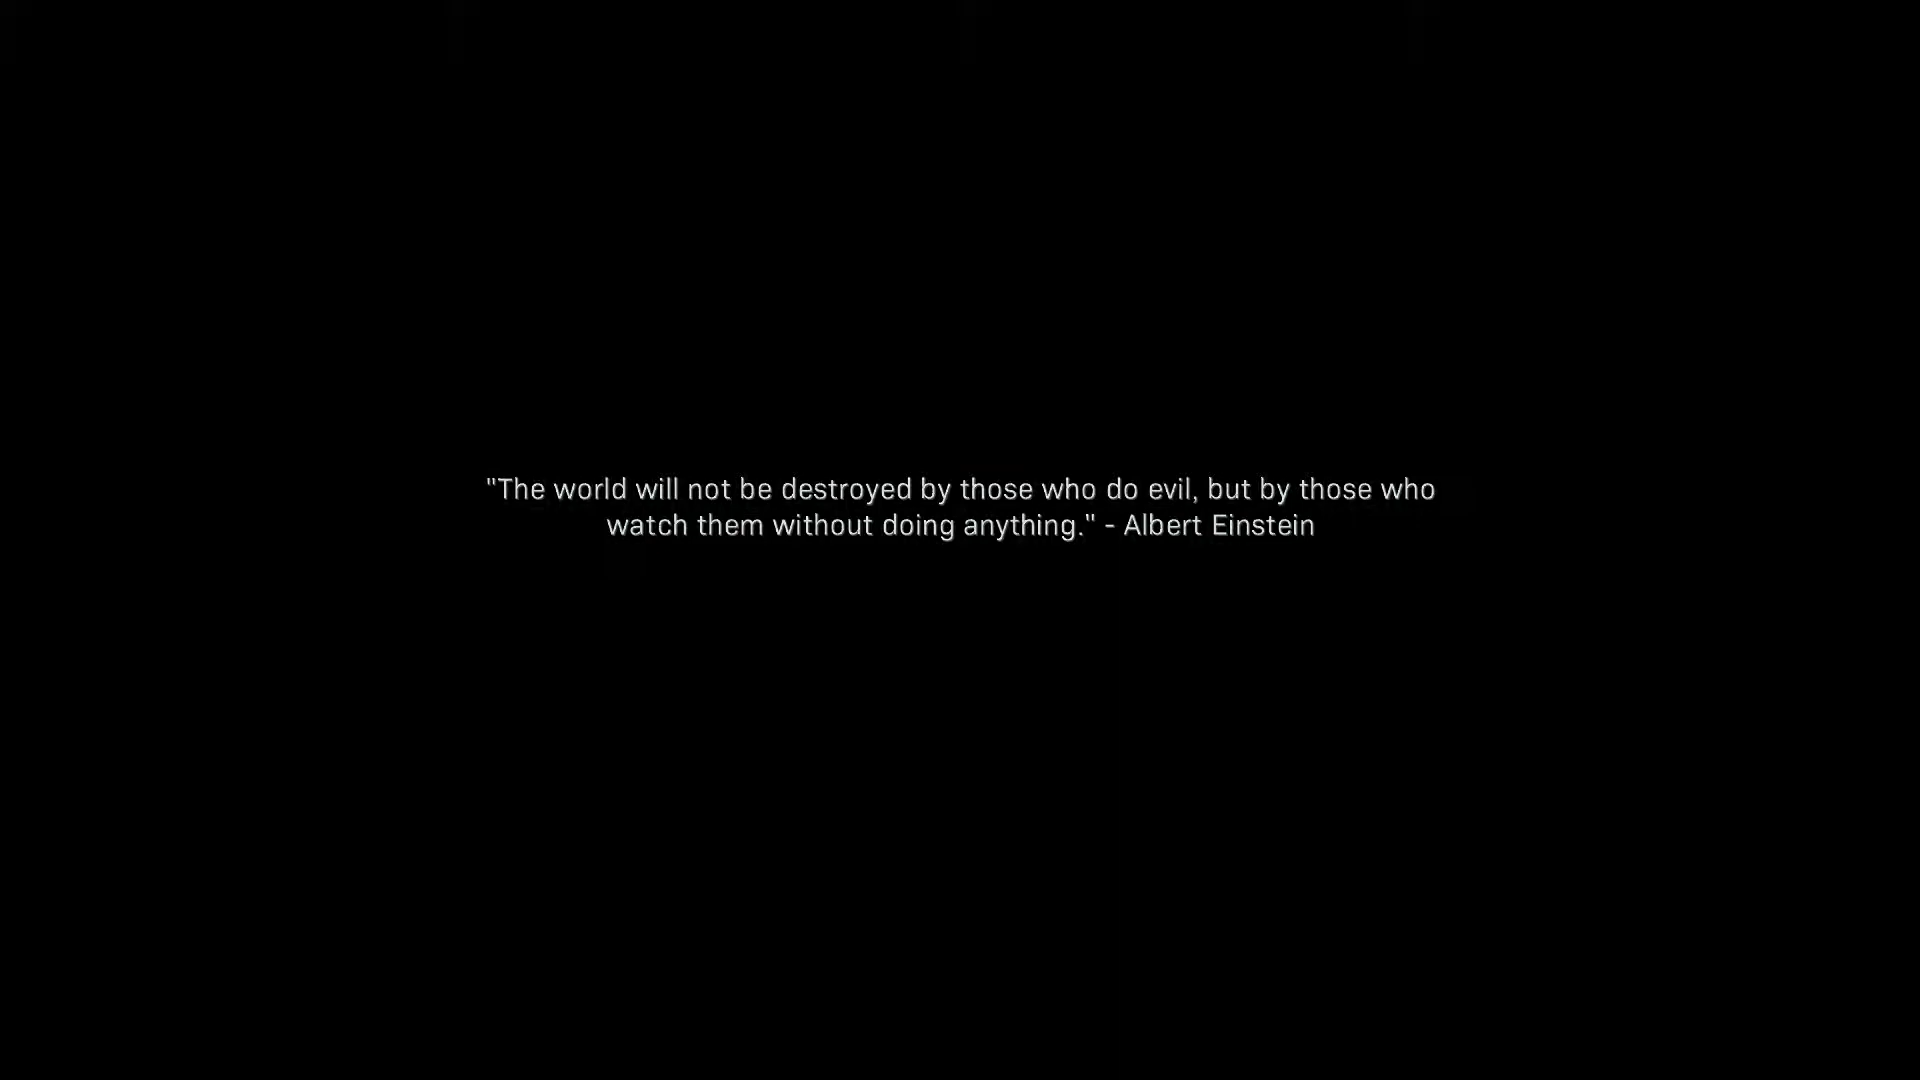 "The world will not be destroyed by those who do evil, but by those who
watch them without doing anything." - Albert Einstein